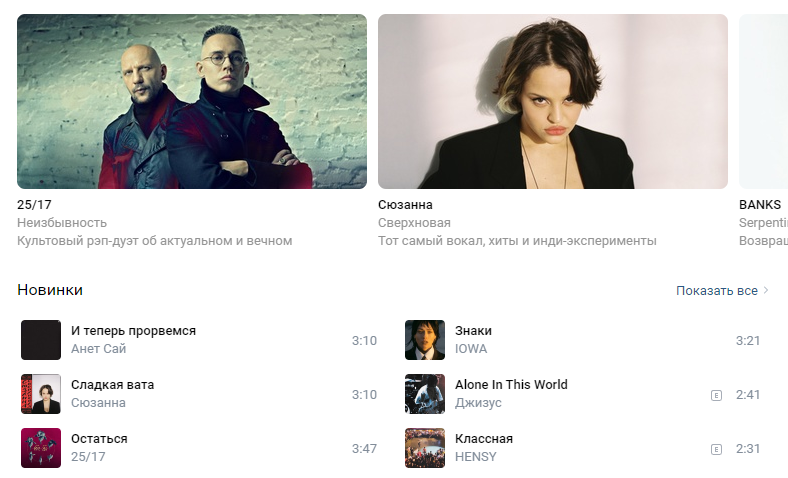 25/17
Неизбывность
Культовый рэп-дуэт об актуальном и вечном
Сюзанна
Сверхновая
Тот самый вокал, хиты и инди-эксперименты
BANKS
Serpenti
Возвращ
Новинки
Показать все
И теперь прорвемся
Анет Сай
3:10
Знаки
IOWA
3:21
Сладкая вата
Сюзанна
3:10
Alone In This World
Джизус
E 2:41
Остаться
25/17
3:47
Классная
HENSY
E 2:31